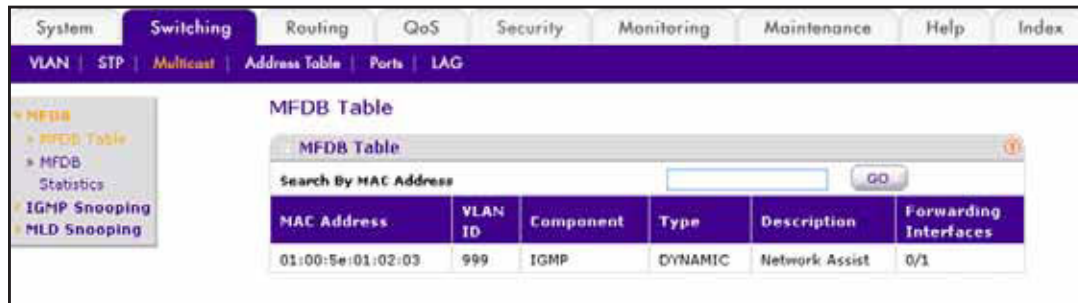 System Switching Routing QoS Security Monitoring Maintenance Help Index
VLAN | STP | Multicast | Address Table | Ports | LAG
MFDB
MFDB Table
MFDB
Statistics
IGMP Snooping
MLD Snooping
MFDB Table
MFDB Table
Search By MAC Address GO
MAC Address VLAN ID Component Type Description Forwarding Interfaces
01:00:5e:01:02:03 999 IGMP DYNAMIC Network Assist 0/1